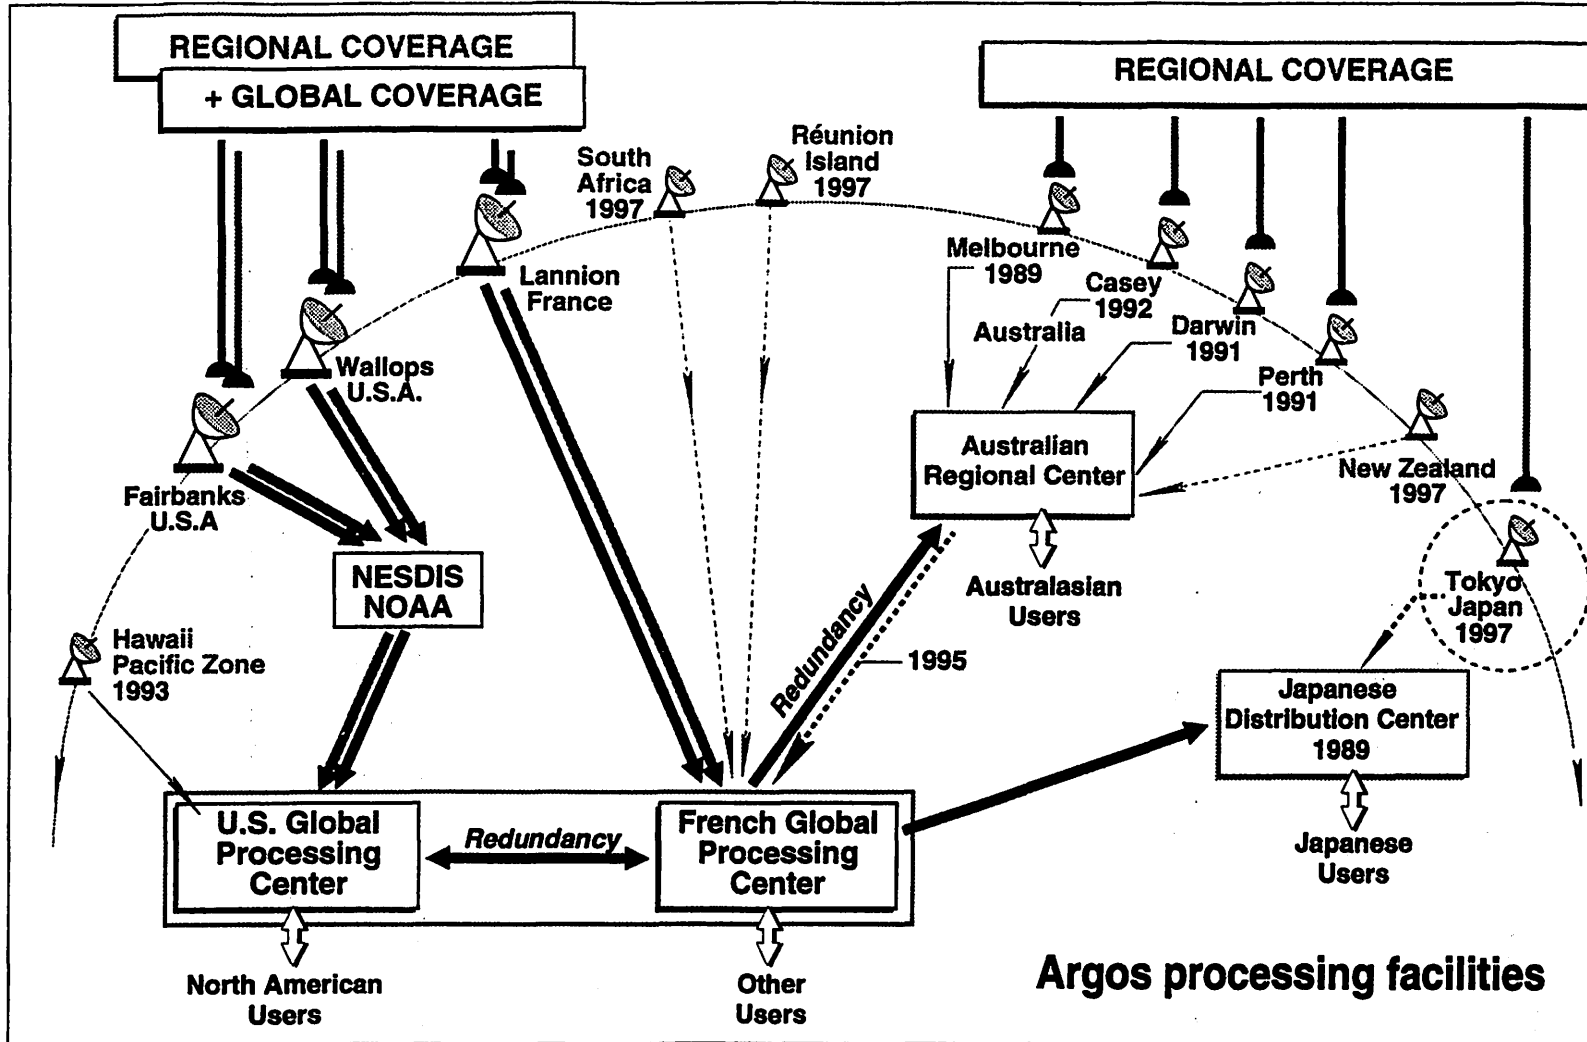 REGIONAL COVERAGE
+ GLOBAL COVERAGE
REGIONAL COVERAGE
South
Africa
1997
Réunion
Island
1997
Lannion
France
Melbourne
1989
Casey
1992
Australia
Darwin
1991
Perth
1991
Wallops
U.S.A.
Fairbanks
U.S.A
Australian
Regional Center
New Zealand
1997
NESDIS
NOAA
Australasian
Users
Tokyo
Japan
1997
Hawaii
Pacific Zone
1993
Redundancy
1995
Japanese
Distribution Center
1989
U.S. Global
Processing
Center
Redundancy
French Global
Processing
Center
Japanese
Users
North American
Users
Other
Users
Argos processing facilities